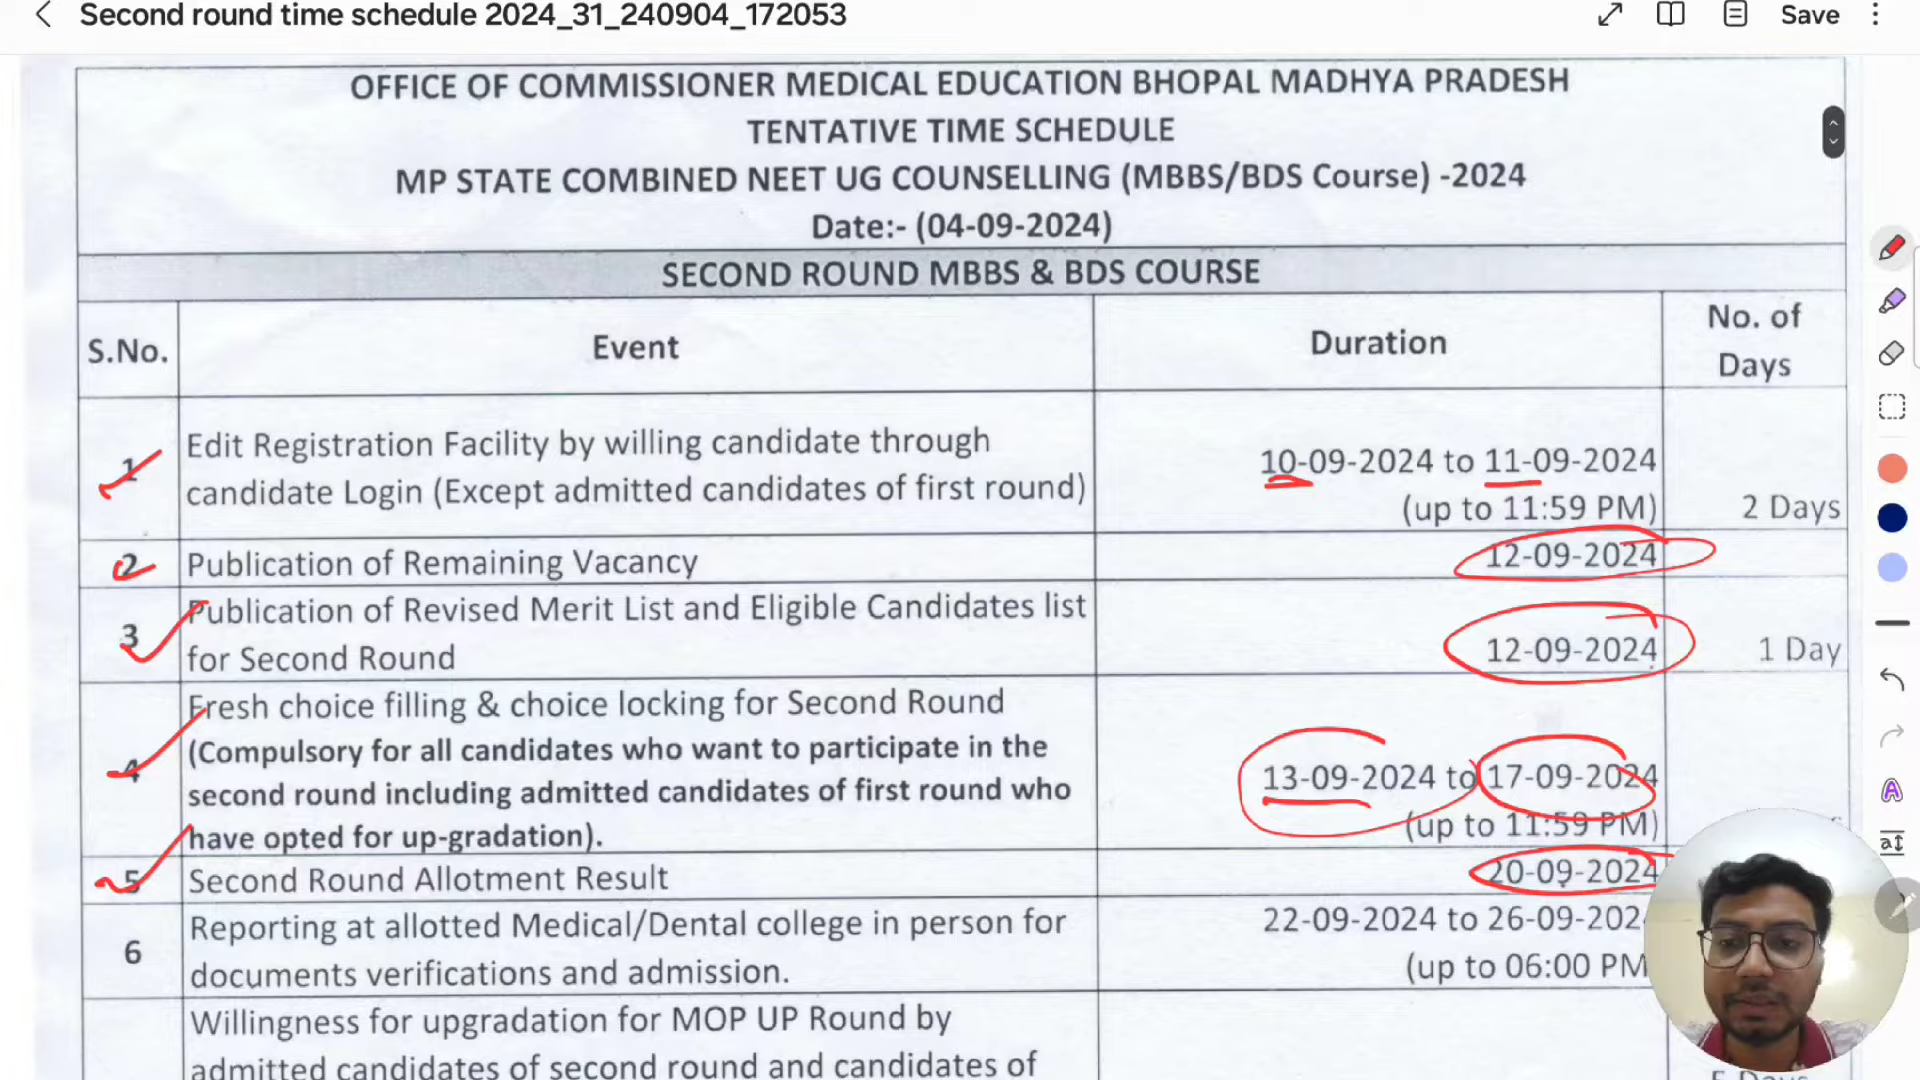 Second round time schedule 2024_31_240904_172053
Save
OFFICE OF COMMISSIONER MEDICAL EDUCATION BHOPAL MADHYA PRADESH
TENTATIVE TIME SCHEDULE
MP STATE COMBINED NEET UG COUNSELLING (MBBS/BDS Course) -2024
Date:- (04-09-2024)
SECOND ROUND MBBS & BDS COURSE
S.No.
Event
Duration
No. of
Days
1
Edit Registration Facility by willing candidate through
candidate Login (Except admitted candidates of first round)
10-09-2024 to 11-09-2024
(up to 11:59 PM)
2 Days
2
Publication of Remaining Vacancy
12-09-2024
3
Publication of Revised Merit List and Eligible Candidates list
for Second Round
12-09-2024
1 Day
4
Fresh choice filling & choice locking for Second Round
(Compulsory for all candidates who want to participate in the
second round including admitted candidates of first round who
have opted for up-gradation).
13-09-2024 to 17-09-2024
(up to 11:59 PM)
5
Second Round Allotment Result
20-09-2024
6
Reporting at allotted Medical/Dental college in person for
documents verifications and admission.
22-09-2024 to 26-09-202
(up to 06:00 PM
Willingness for upgradation for MOP UP Round by
admitted candidates of second round and candidates of